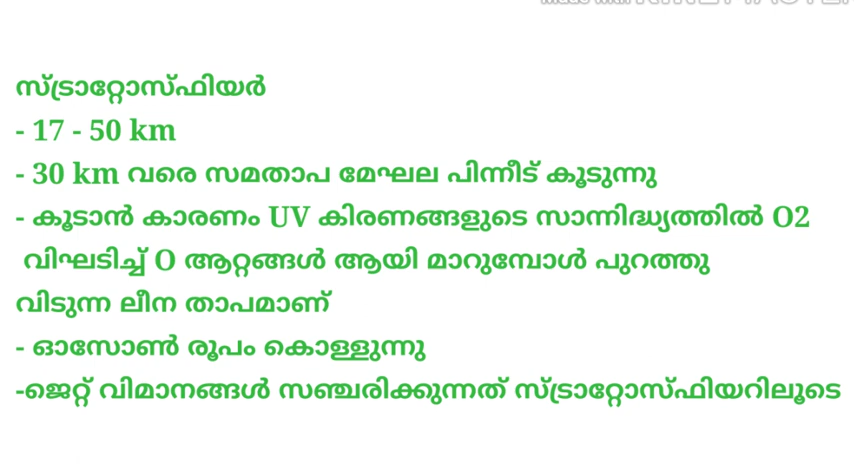 സ്ട്രാറ്റോസ്ഫിയർ
- 17 - 50 km
- 30 km വരെ സമതാപ മേഘല പിന്നീട് കൂടുന്നു
- കൂടാൻ കാരണം UV കിരണങ്ങളുടെ സാന്നിദ്ധ്യത്തിൽ O2
വിഘടിച്ച് O ആറ്റങ്ങൾ ആയി മാറുമ്പോൾ പുറത്തു
വിടുന്ന ലീന താപമാണ്
- ഓസോൺ രൂപം കൊള്ളുന്നു
-ജെറ്റ് വിമാനങ്ങൾ സഞ്ചരിക്കുന്നത് സ്ട്രാറ്റോസ്ഫിയറിലൂടെ